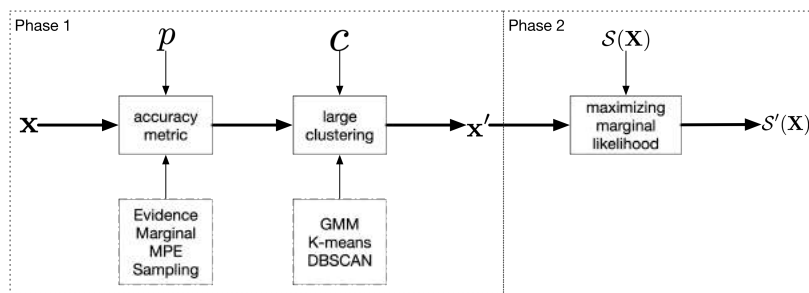 Phase 1
Phase 2
p
c
S(X)
x
accuracy
metric
large
clustering
x′
maximizing
marginal
likelihood
S′(X)
Evidence
Marginal
MPE
Sampling
GMM
K-means
DBSCAN